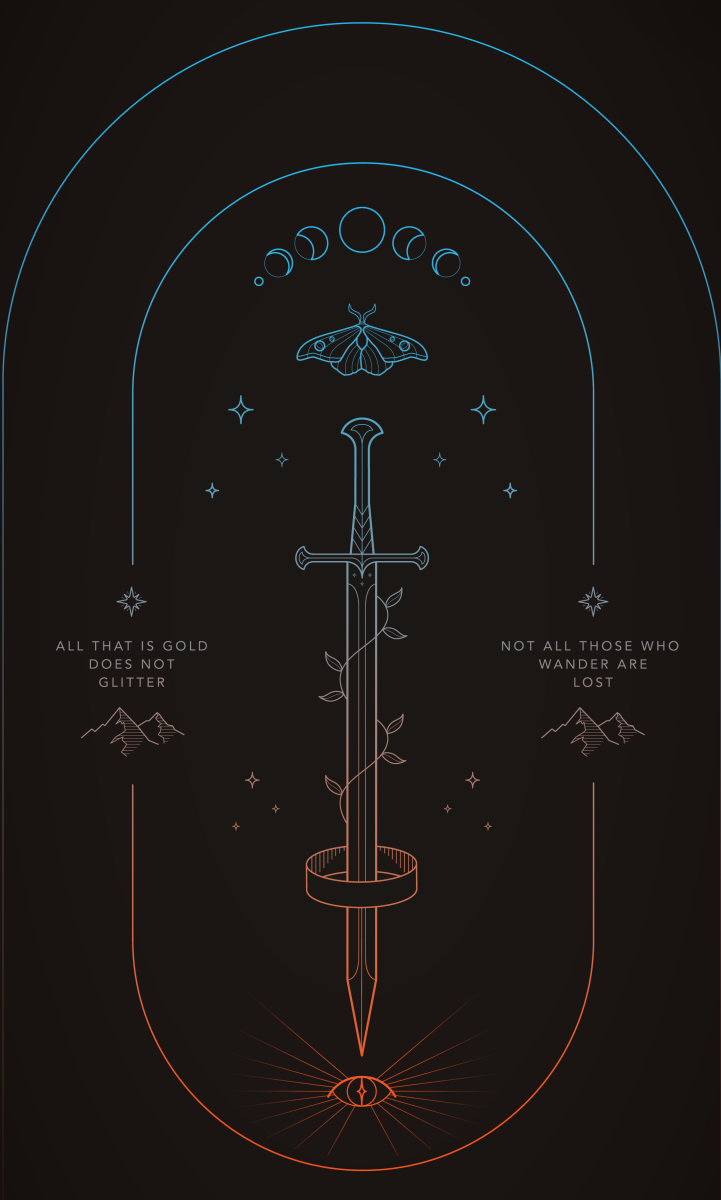 ALL THAT IS GOLD
DOES NOT
GLITTER
NOT ALL THOSE WHO
WANDER ARE
LOST